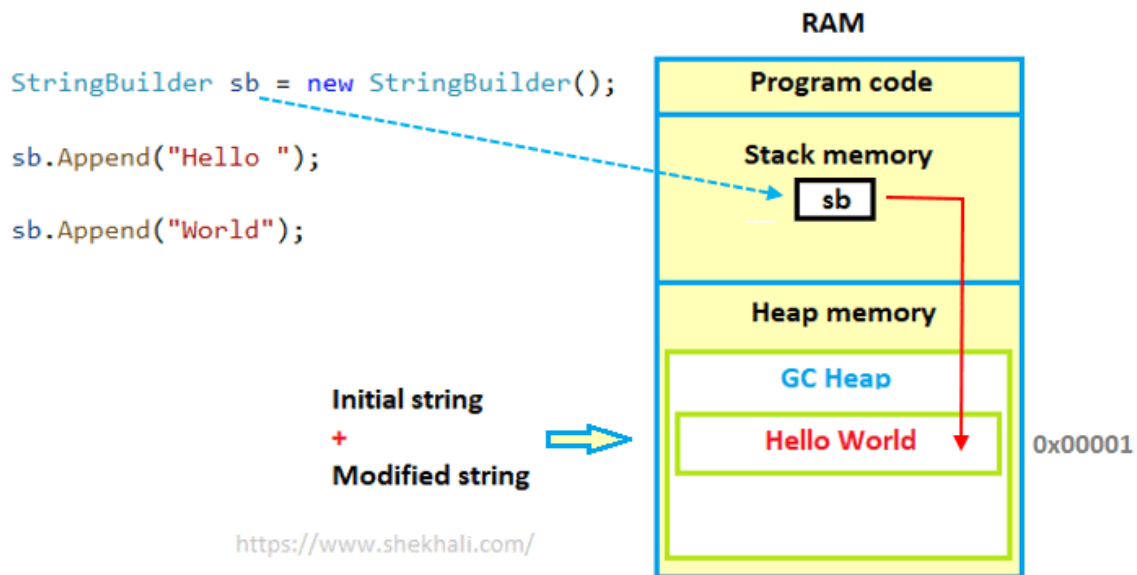 RAM
StringBuilder sb = new StringBuilder();
sb.Append("Hello ");
sb.Append("World");
Program code
Stack memory
sb
Heap memory
GC Heap
Hello World
0x00001
Initial string
+
Modified string
https://www.shekhali.com/